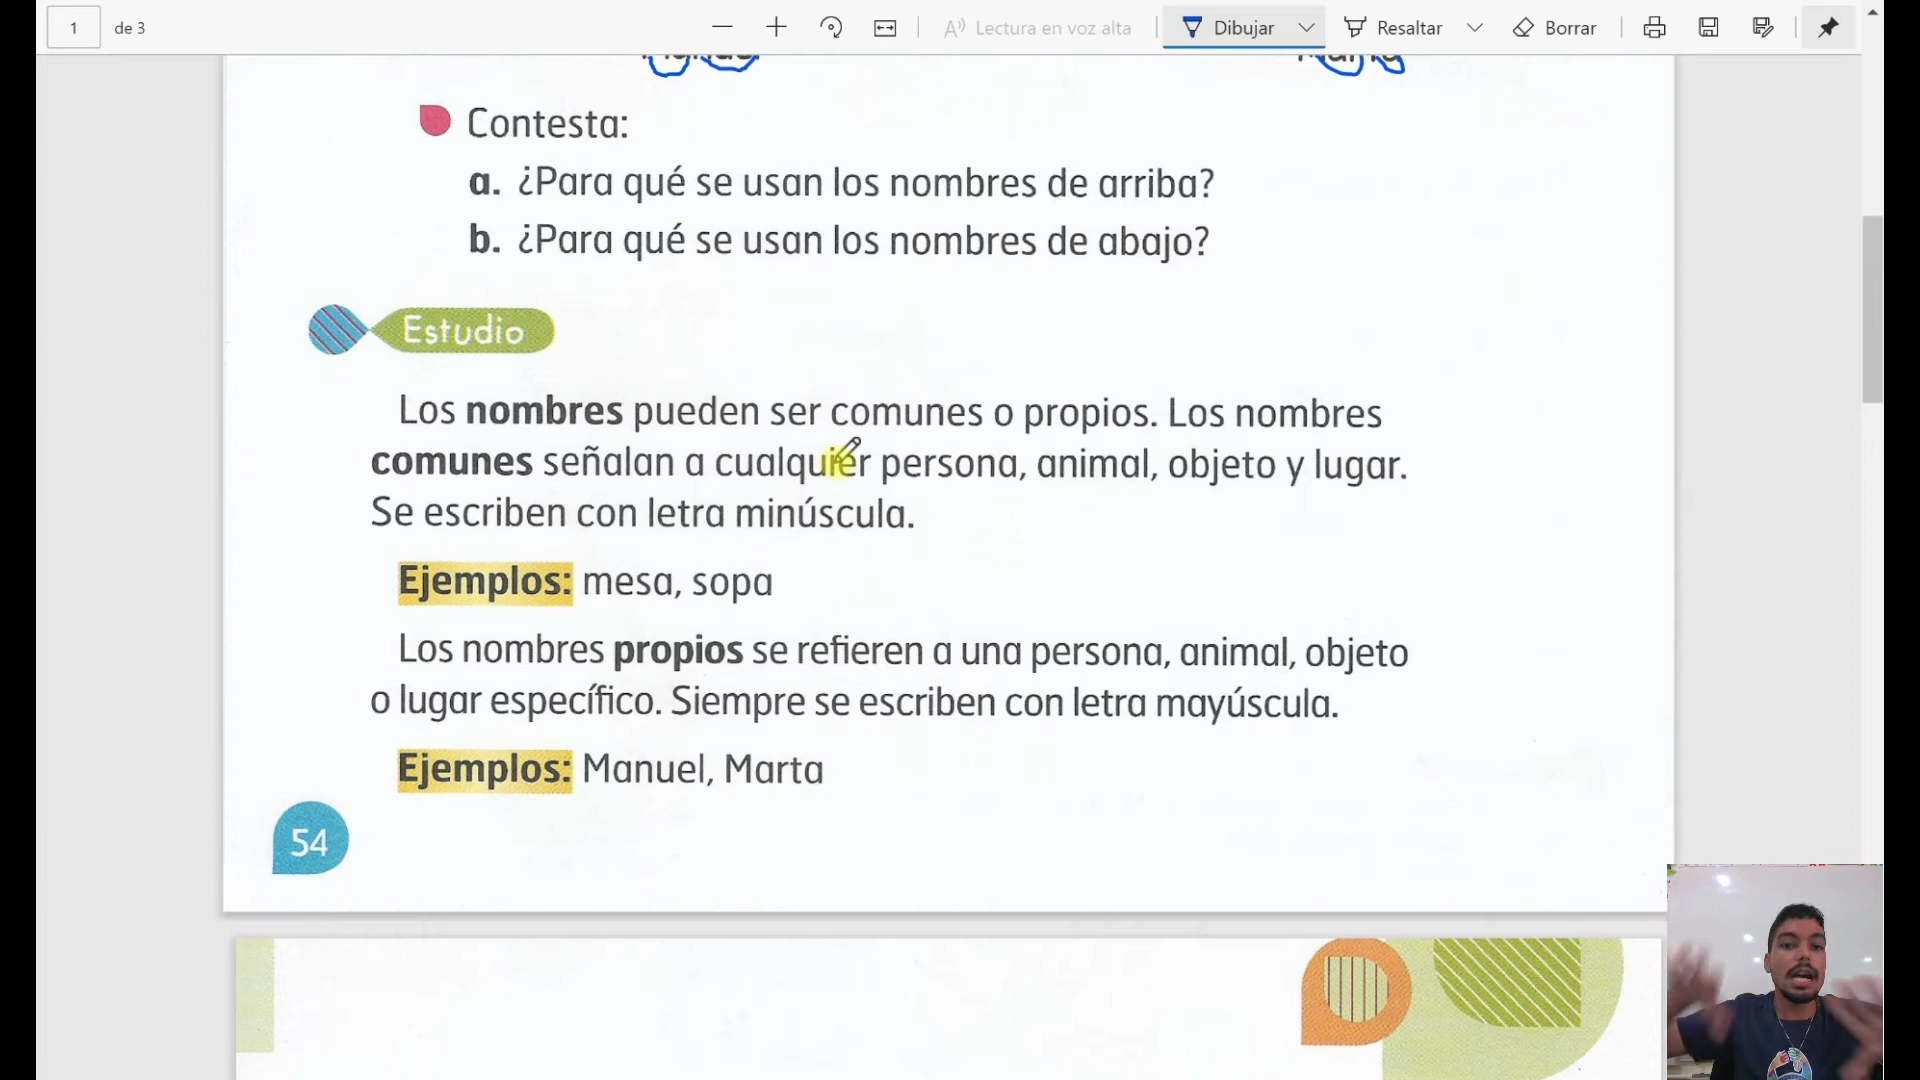 1 de 3 Lectura en voz alta Dibujar Resaltar Borrar
Contesta:
a. ¿Para qué se usan los nombres de arriba?
b. ¿Para qué se usan los nombres de abajo?
Estudio
Los nombres pueden ser comunes o propios. Los nombres
comunes señalan a cualquier persona, animal, objeto y lugar.
Se escriben con letra minúscula.
Ejemplos: mesa, sopa
Los nombres propios se refieren a una persona, animal, objeto
o lugar específico. Siempre se escriben con letra mayúscula.
Ejemplos: Manuel, Marta
54